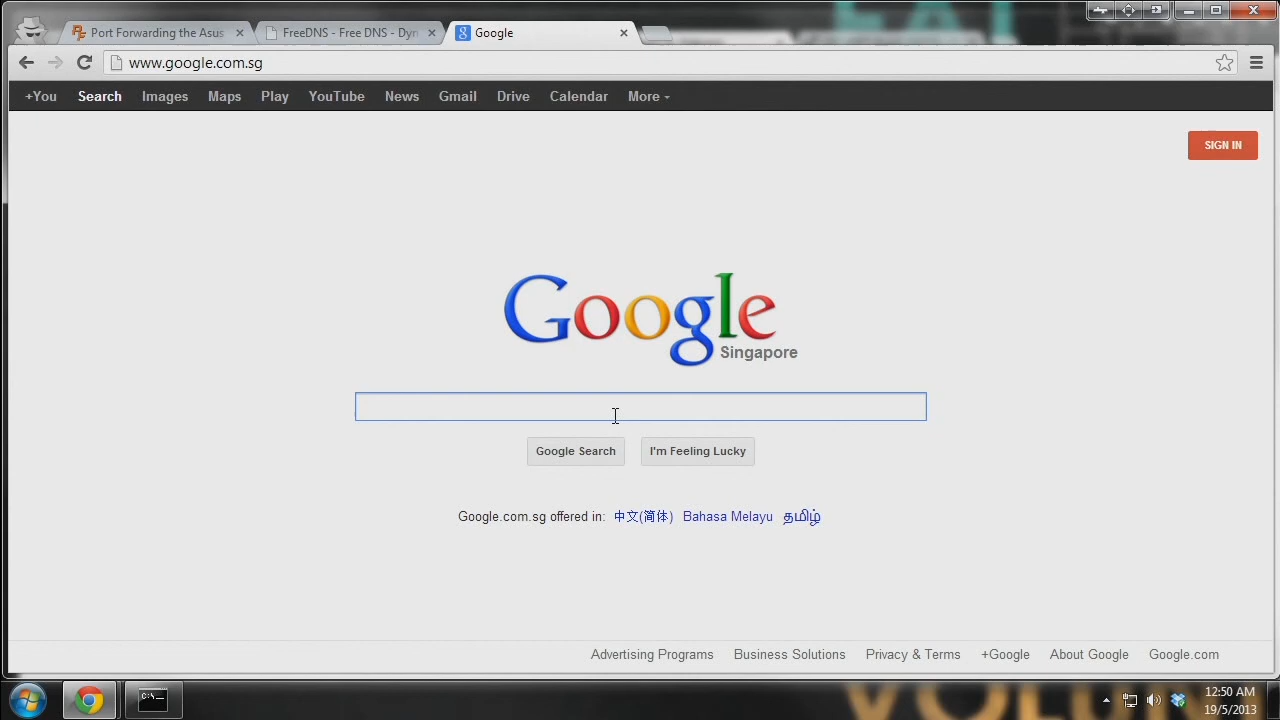 Port Forwarding the Asus
FreeDNS - Free DNS - Dyn
Google
www.google.com.sg
+You Search Images Maps Play YouTube News Gmail Drive Calendar More
SIGN IN
Google
Singapore
Google Search I'm Feeling Lucky
Google.com.sg offered in: 中文(简体) Bahasa Melayu தமிழ்
Advertising Programs Business Solutions Privacy & Terms +Google About Google Google.com
C:\_
12:50 AM
19/5/2013